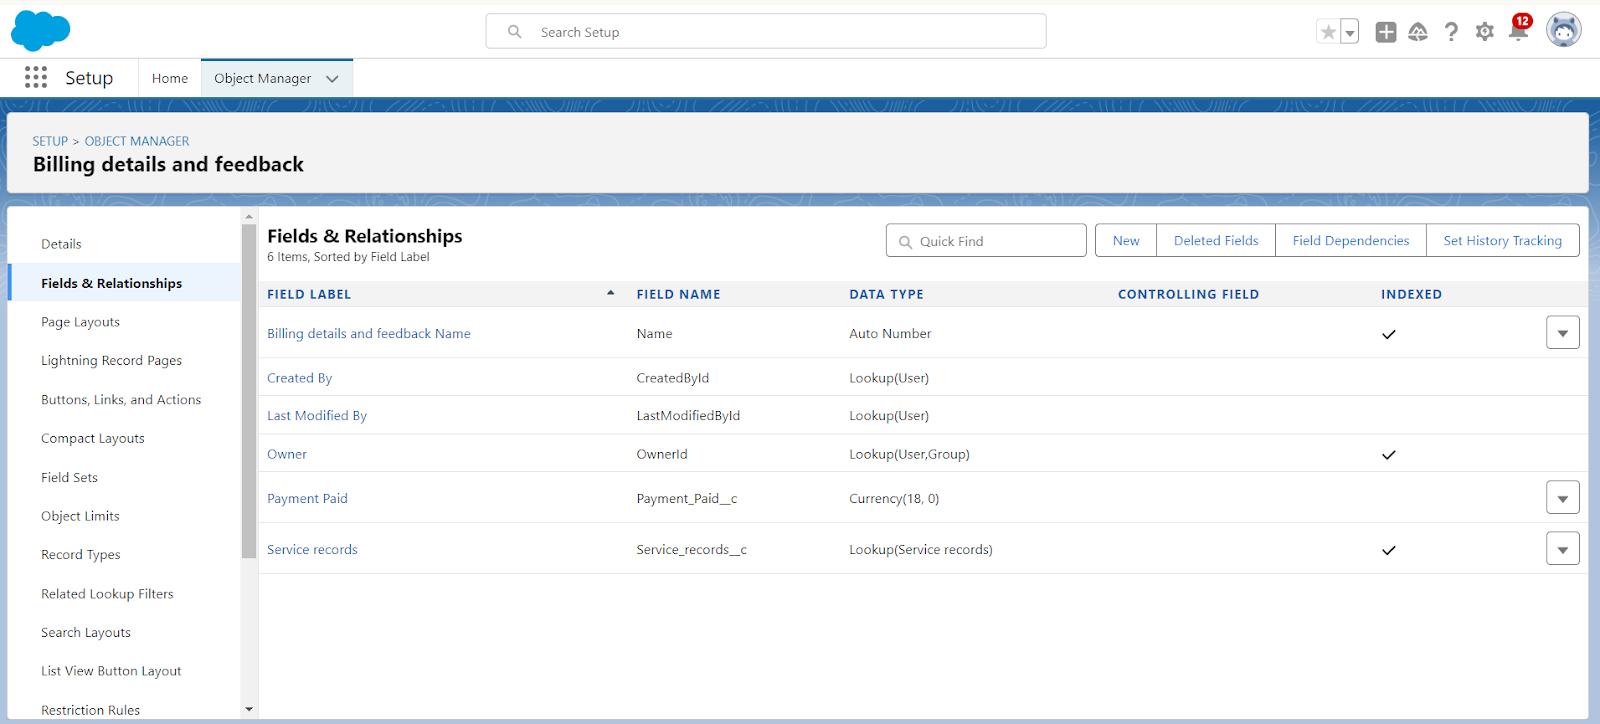 Search Setup
12
Setup
Home
Object Manager
SETUP > OBJECT MANAGER
Billing details and feedback
Details
Fields & Relationships
Page Layouts
Lightning Record Pages
Buttons, Links, and Actions
Compact Layouts
Field Sets
Object Limits
Record Types
Related Lookup Filters
Search Layouts
List View Button Layout
Restriction Rules
Fields & Relationships
6 Items, Sorted by Field Label
Quick Find
New
Deleted Fields
Field Dependencies
Set History Tracking
FIELD LABEL FIELD NAME DATA TYPE CONTROLLING FIELD INDEXED
Billing details and feedback Name Name Auto Number
Created By CreatedById Lookup(User)
Last Modified By LastModifiedById Lookup(User)
Owner OwnerId Lookup(User,Group)
Payment Paid Payment_Paid__c Currency(18, 0)
Service records Service_records__c Lookup(Service records)